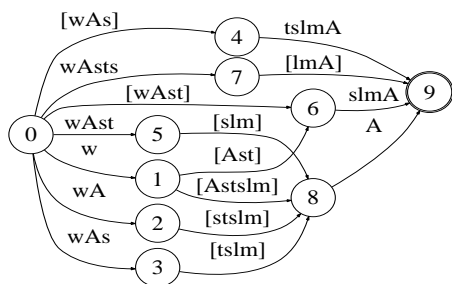 [wAs]
4
tslmA
wAsts
7
[lmA]
9
[wAst]
6
slmA
0
wAst
5
[slm]
A
w
[Ast]
1
[Astslm]
8
wA
2
[stslm]
wAs
[tslm]
3